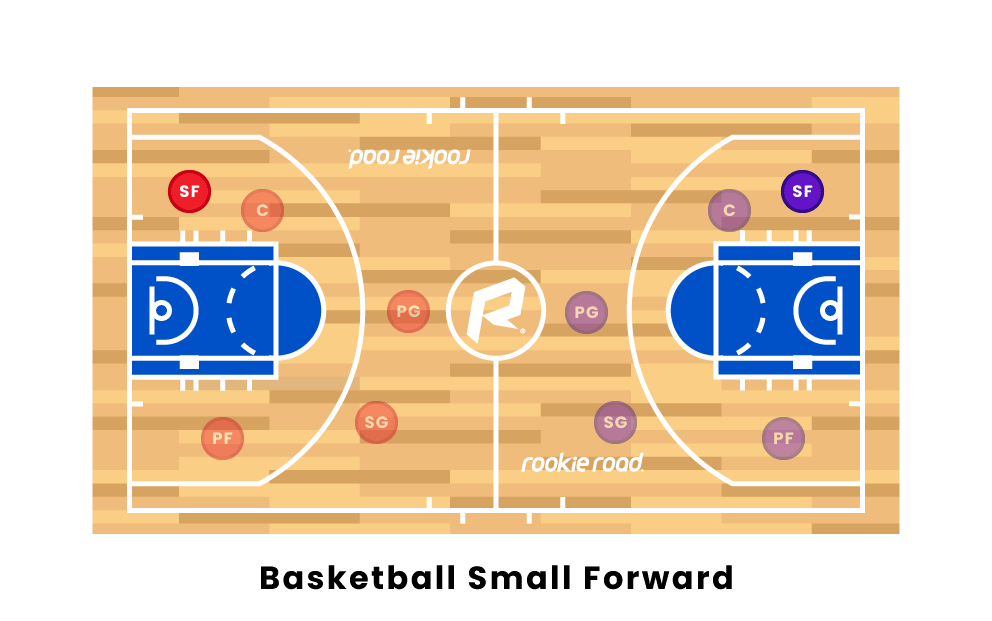 rookie road
SF
SF
C
C
PG
PG
R
SG
SG
PF
PF
rookie road
Basketball Small Forward